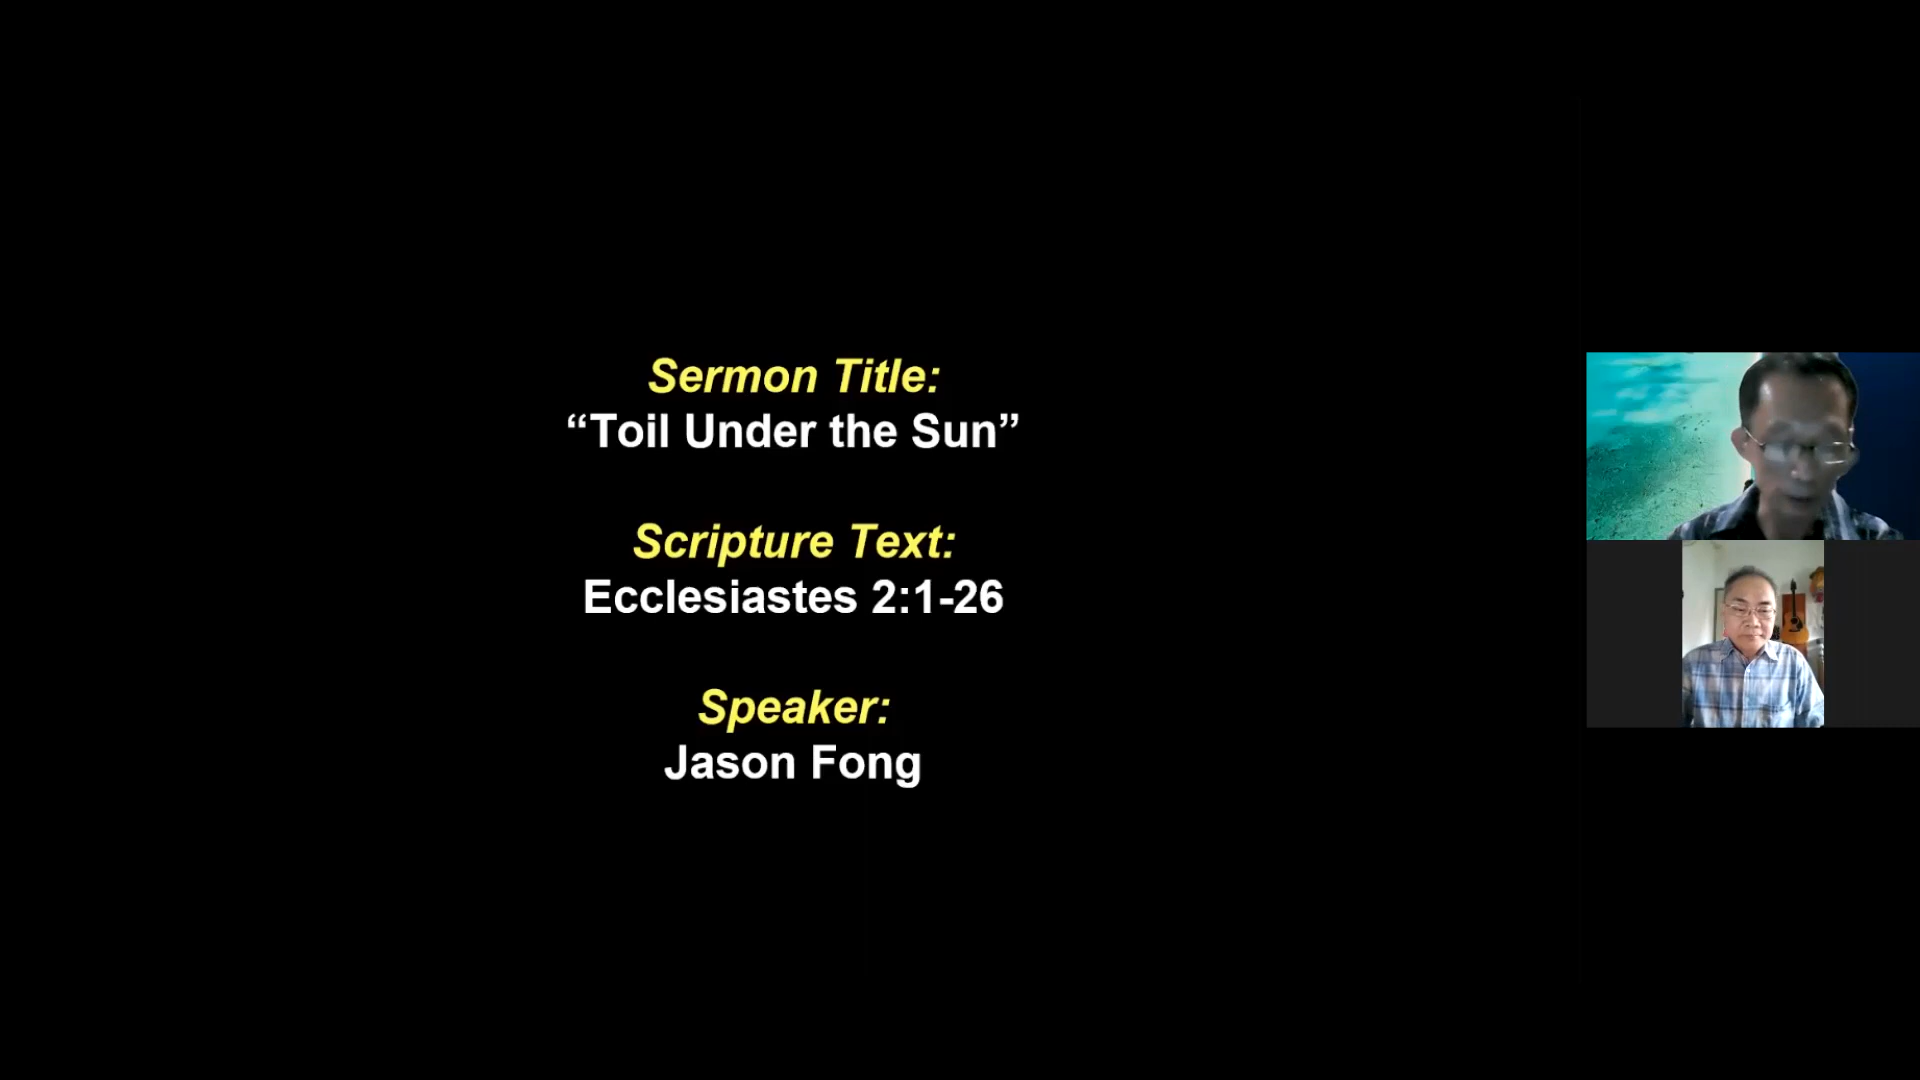 Sermon Title:
“Toil Under the Sun”
Scripture Text:
Ecclesiastes 2:1-26
Speaker:
Jason Fong